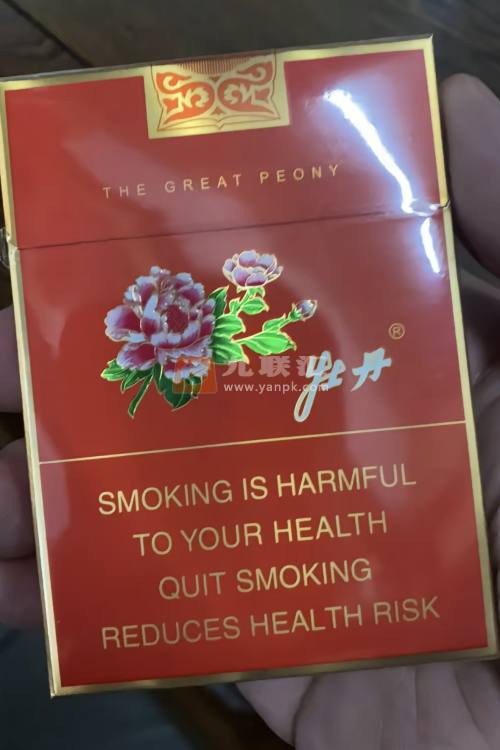 THE GREAT PEONY
牡丹
®
www.yanpk.com
SMOKING IS HARMFUL
TO YOUR HEALTH
QUIT SMOKING
REDUCES HEALTH RISK